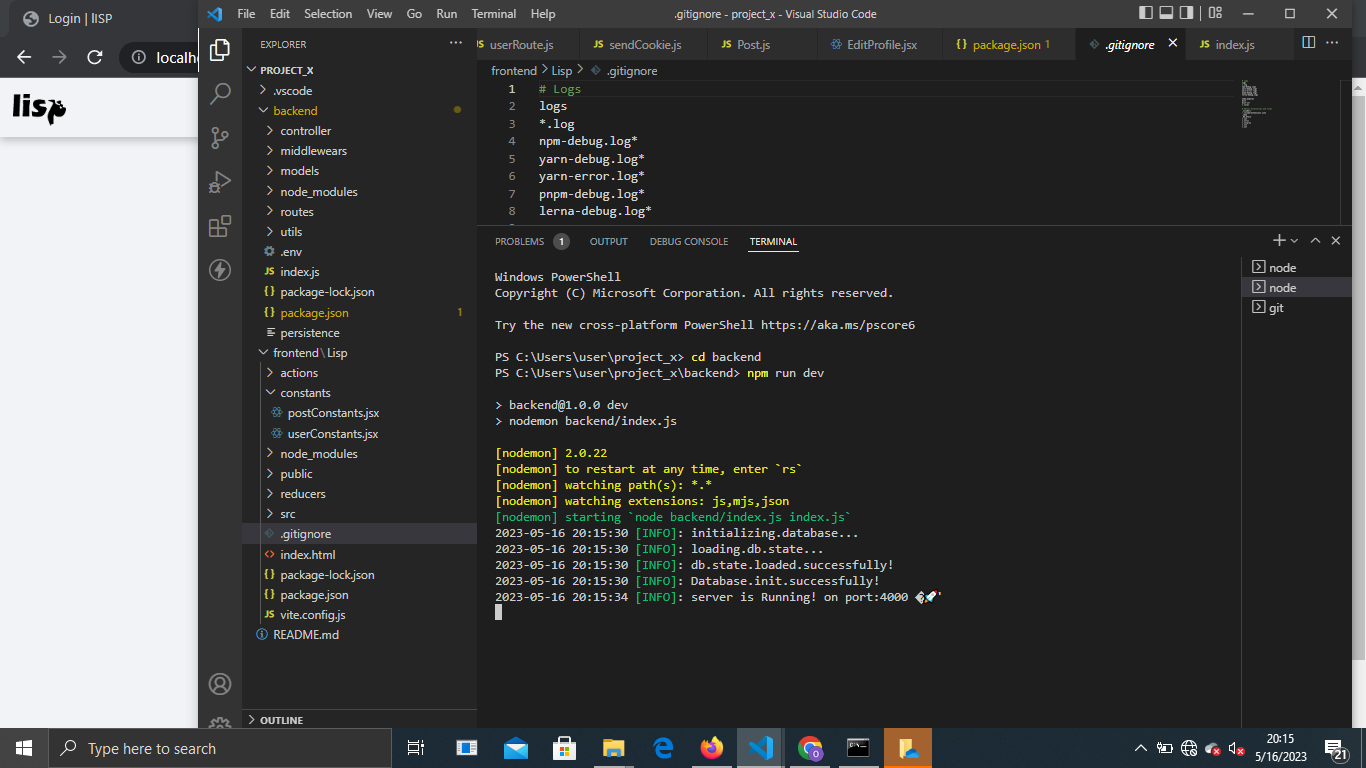 Login | lISP
localh
lisp
File Edit Selection View Go Run Terminal Help
.gitignore - project_x - Visual Studio Code
EXPLORER
PROJECT_X
.vscode
backend
controller
middlewears
models
node_modules
routes
utils
.env
index.js
package-lock.json
package.json 1
persistence
frontend\Lisp
actions
constants
postConstants.jsx
userConstants.jsx
node_modules
public
reducers
src
.gitignore
index.html
package-lock.json
package.json
vite.config.js
README.md
OUTLINE
userRoute.js sendCookie.js Post.js EditProfile.jsx package.json 1 .gitignore index.js
frontend > Lisp > .gitignore
1 # Logs
2 logs
3 *.log
4 npm-debug.log*
5 yarn-debug.log*
6 yarn-error.log*
7 pnpm-debug.log*
8 lerna-debug.log*
PROBLEMS 1 OUTPUT DEBUG CONSOLE TERMINAL
Windows PowerShell
Copyright (C) Microsoft Corporation. All rights reserved.
Try the new cross-platform PowerShell https://aka.ms/pscore6
PS C:\Users\user\project_x> cd backend
PS C:\Users\user\project_x\backend> npm run dev
> backend@1.0.0 dev
> nodemon backend/index.js
[nodemon] 2.0.22
[nodemon] to restart at any time, enter `rs`
[nodemon] watching path(s): *.*
[nodemon] watching extensions: js,mjs,json
[nodemon] starting `node backend/index.js index.js`
2023-05-16 20:15:30 [INFO]: initializing.database...
2023-05-16 20:15:30 [INFO]: loading.db.state...
2023-05-16 20:15:30 [INFO]: db.state.loaded.successfully!
2023-05-16 20:15:30 [INFO]: Database.init.successfully!
2023-05-16 20:15:34 [INFO]: server is Running! on port:4000 �🚀'
node
node
git
Type here to search
20:15
5/16/2023
21